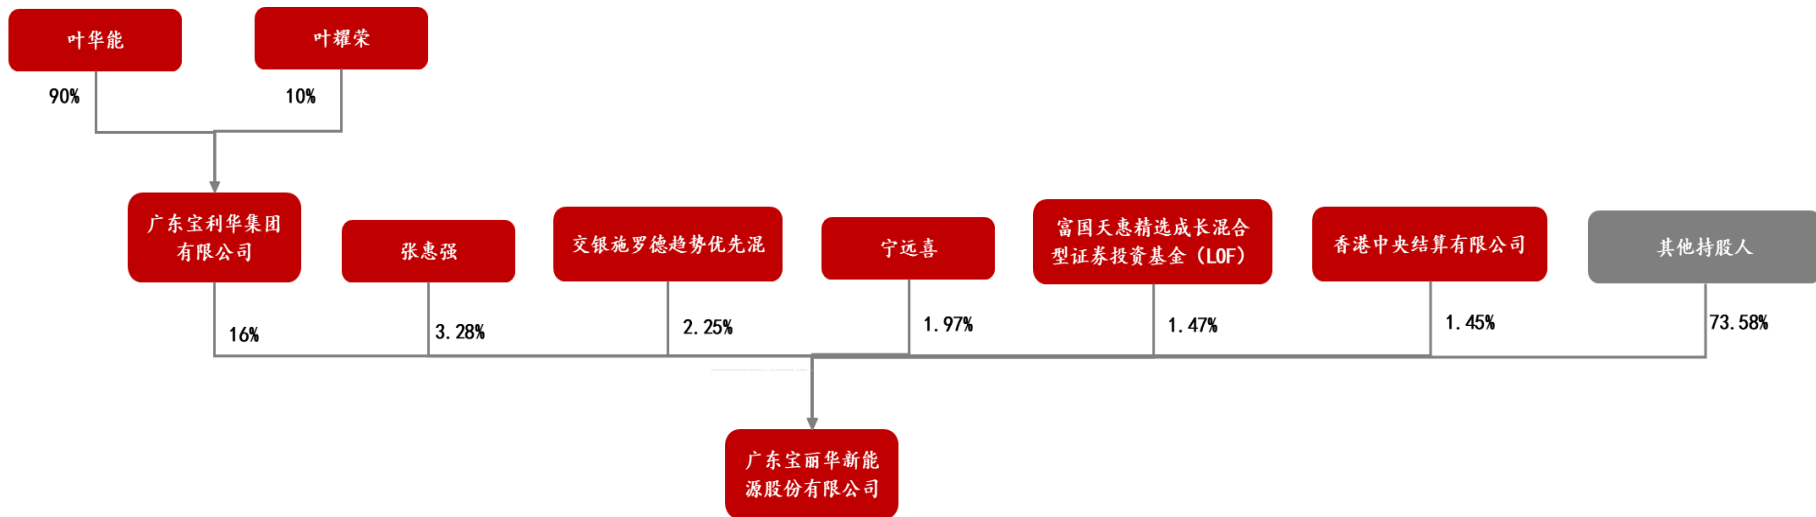 叶华能
叶耀荣
90%
10%
广东宝利华集团
有限公司
张惠强
交银施罗德趋势优先混
宁远喜
富国天惠精选成长混合
型证券投资基金（LOF）
香港中央结算有限公司
其他持股人
16%
3.28%
2.25%
1.97%
1.47%
1.45%
73.58%
广东宝丽华新能
源股份有限公司